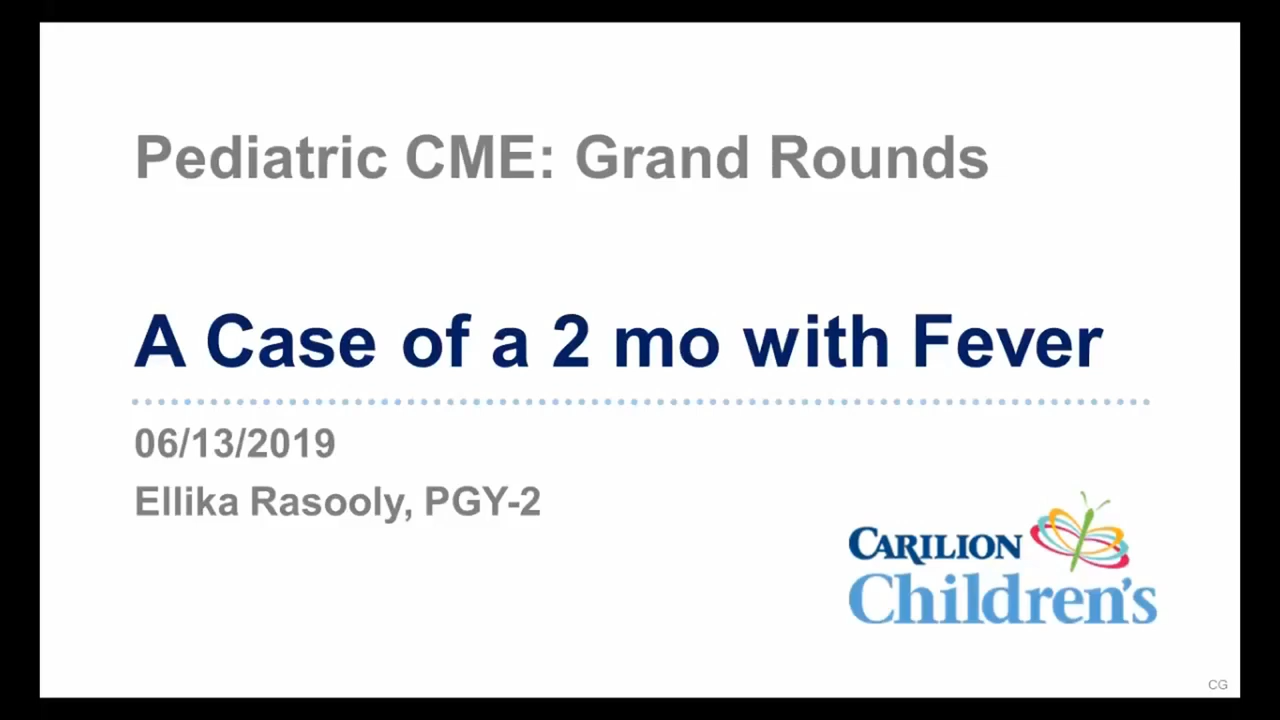 Pediatric CME: Grand Rounds
A Case of a 2 mo with Fever
06/13/2019
Ellika Rasooly, PGY-2
CARILION
Children's
CG